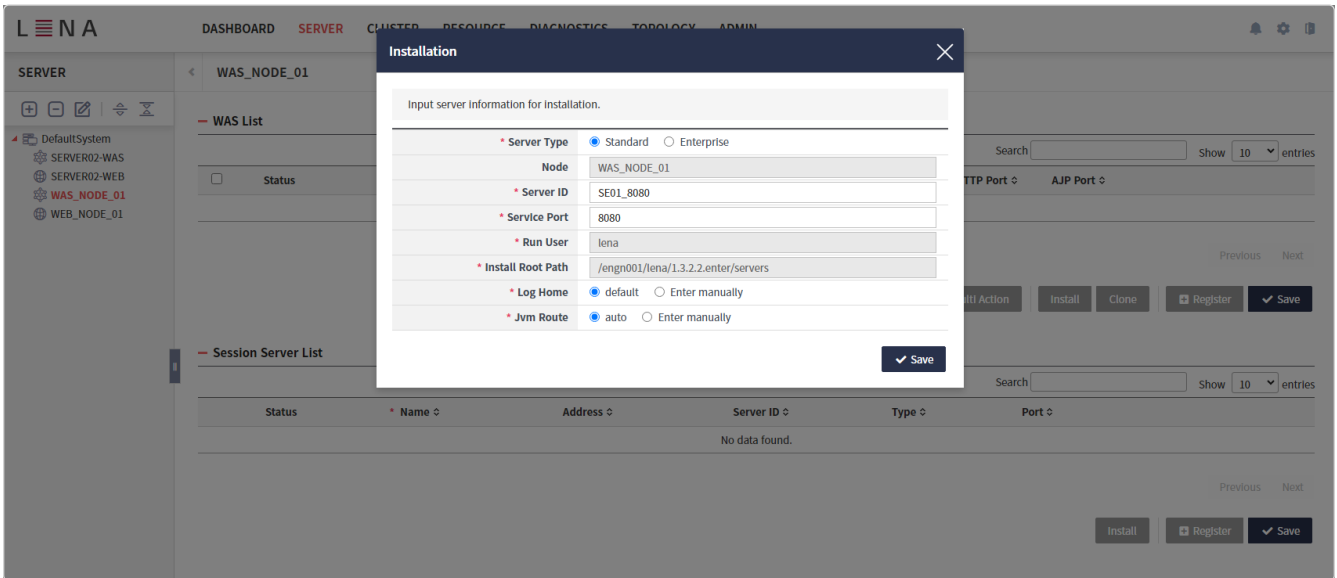 LENA
DASHBOARD SERVER CLUSTER RESOURCE DIAGNOSTICS TOPOLOGY ADMIN
SERVER
WAS_NODE_01
DefaultSystem
SERVER02-WAS
SERVER02-WEB
WAS_NODE_01
WEB_NODE_01
WAS List
Search
Show 10 entries
Status
TTP Port AJP Port
Previous Next
lti Action Install Clone Register Save
Installation
Input server information for installation.
* Server Type Standard Enterprise
Node WAS_NODE_01
* Server ID SE01_8080
* Service Port 8080
* Run User lena
* Install Root Path /engn001/lena/1.3.2.2.enter/servers
* Log Home default Enter manually
* Jvm Route auto Enter manually
Save
Session Server List
Search
Show 10 entries
Status * Name Address Server ID Type Port
No data found.
Previous Next
Install Register Save